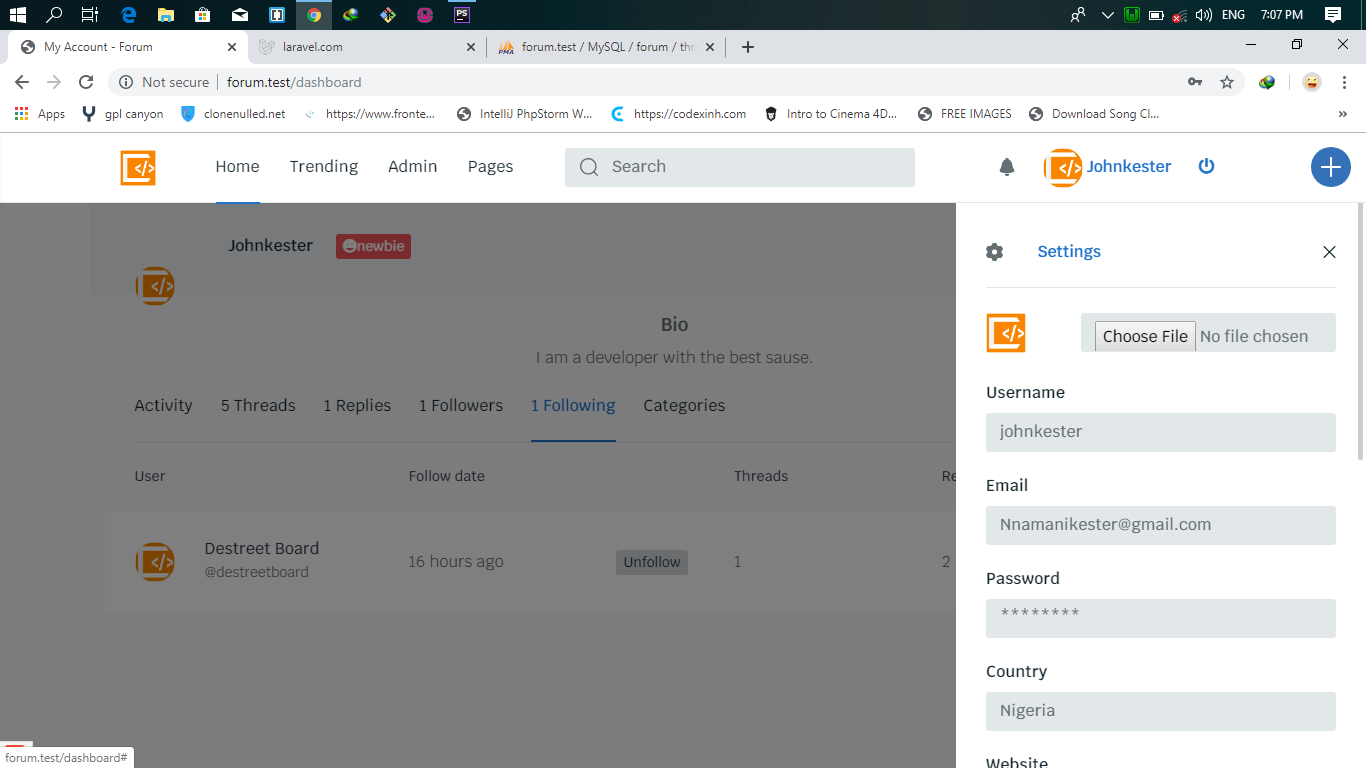 ENG 7:07 PM
My Account - Forum
laravel.com
forum.test / MySQL / forum / thr
Not secure forum.test/dashboard
Apps gpl canyon clonenulled.net https://www.fronte... IntelliJ PhpStorm W... https://codexinh.com Intro to Cinema 4D... FREE IMAGES Download Song Cl... »
Home Trending Admin Pages Search Johnkester
Johnkester newbie
Bio
I am a developer with the best sause.
Activity 5 Threads 1 Replies 1 Followers 1 Following Categories
User Follow date Threads Re
Destreet Board
@destreetboard
16 hours ago Unfollow 1 2
Settings
Choose File No file chosen
Username
johnkester
Email
Nnamanikester@gmail.com
Password
********
Country
Nigeria
Website
forum.test/dashboard#